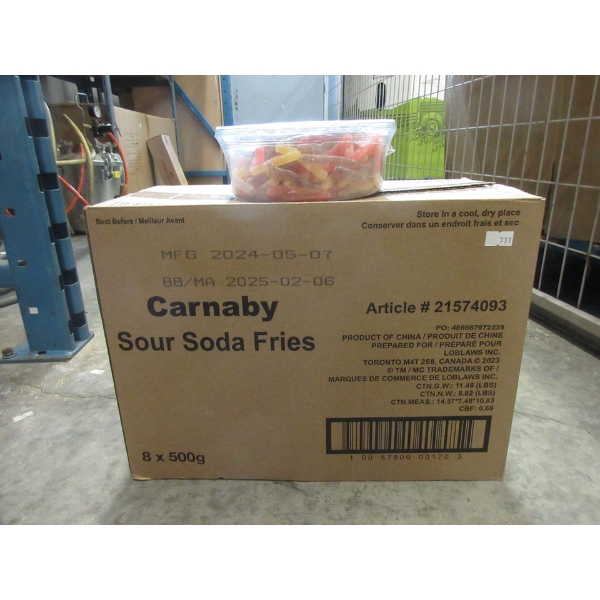 Best Before / Meilleur Avant
Store in a cool, dry place
Conserver dans un endroit frais et sec
131
MFG 2024-05-07
BB/MA 2025-02-06
Carnaby
Sour Soda Fries
Article # 21574093
PO: 486667972239
PRODUCT OF CHINA / PRODUIT DE CHINE
PREPARED FOR / PRÉPARÉ POUR
LOBLAWS INC.
TORONTO M4T 2S8, CANADA © 2023
® TM / MC TRADEMARKS OF /
MARQUES DE COMMERCE DE LOBLAWS INC.
CTN.G.W.: 11.46 (LBS)
CTN.N.W.: 8.82 (LBS)
CTN.MEAS.: 14.57*7.48*10.83
CBF: 0.68
8 x 500g
1 00 57800 00170 3